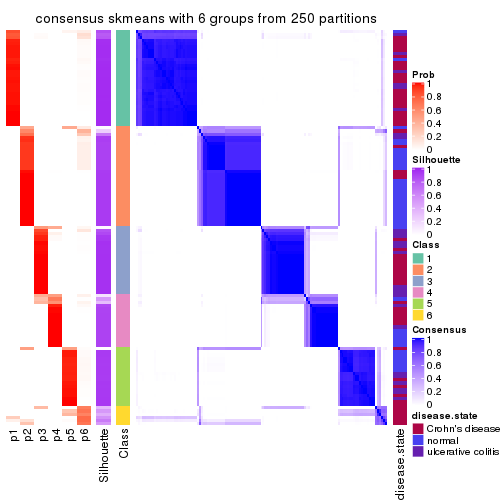 consensus skmeans with 6 groups from 250 partitions
Prob
1
0.8
0.6
0.4
0.2
0
Silhouette
1
0.8
0.6
0.4
0.2
0
Class
1
2
3
4
5
6
Consensus
1
0.8
0.6
0.4
0.2
0
disease.state
Crohn's disease
normal
ulcerative colitis
p1
p2
p3
p4
p5
p6
Silhouette
Class
disease.state